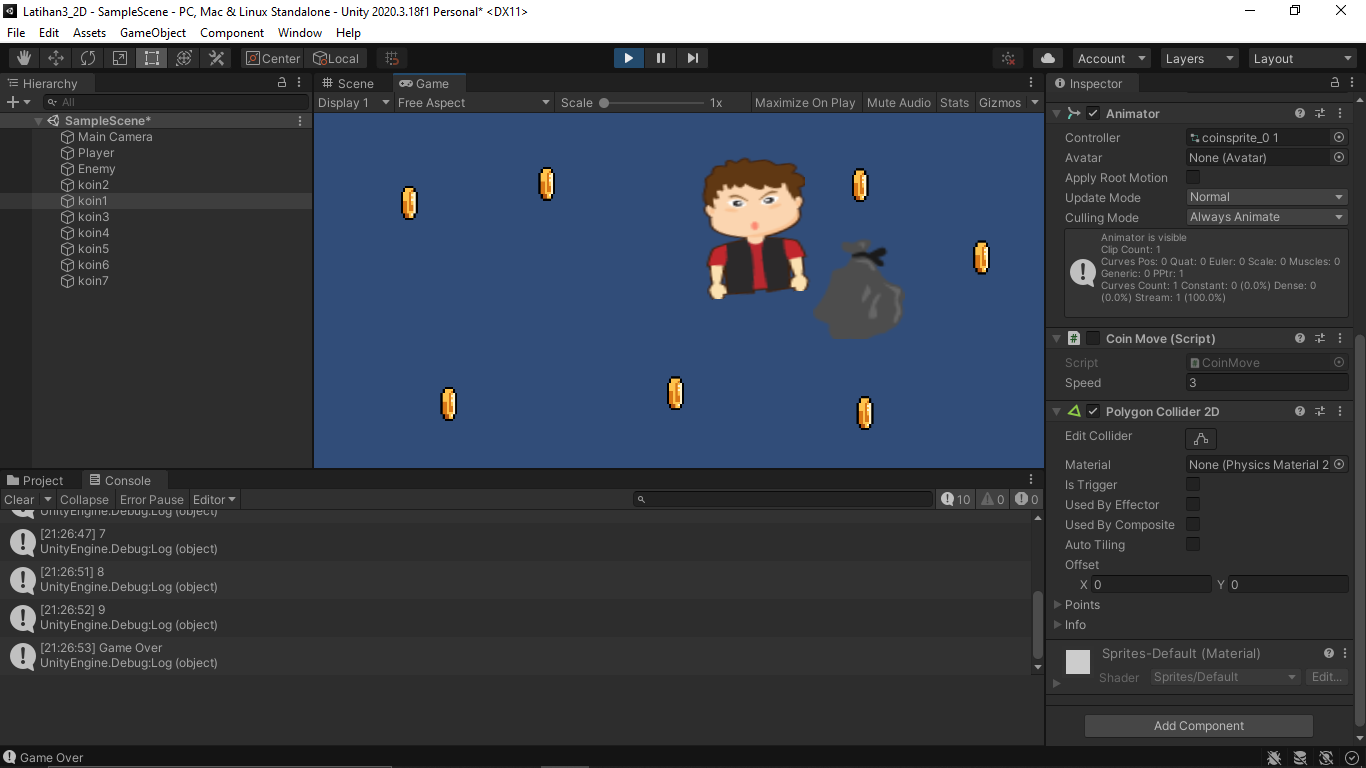 Latihan3_2D - SampleScene - PC, Mac & Linux Standalone - Unity 2020.3.18f1 Personal* <DX11>
File Edit Assets GameObject Component Window Help
Center Local Account Layers Layout
Hierarchy
All
SampleScene*
Main Camera
Player
Enemy
koin2
koin1
koin3
koin4
koin5
koin6
koin7
Scene Game
Display 1 Free Aspect Scale 1x Maximize On Play Mute Audio Stats Gizmos
Project Console
Clear Collapse Error Pause Editor 10 0 0
UnityEngine.Debug:Log (object)
[21:26:47] 7
UnityEngine.Debug:Log (object)
[21:26:51] 8
UnityEngine.Debug:Log (object)
[21:26:52] 9
UnityEngine.Debug:Log (object)
[21:26:53] Game Over
UnityEngine.Debug:Log (object)
Inspector
Animator
Controller coinsprite_0 1
Avatar None (Avatar)
Apply Root Motion
Update Mode Normal
Culling Mode Always Animate
Animator is visible
Clip Count: 1
Curves Pos: 0 Quat: 0 Euler: 0 Scale: 0 Muscles: 0
Generic: 0 PPtr: 1
Curves Count: 1 Constant: 0 (0.0%) Dense: 0
(0.0%) Stream: 1 (100.0%)
# Coin Move (Script)
Script CoinMove
Speed 3
Polygon Collider 2D
Edit Collider
Material None (Physics Material 2
Is Trigger
Used By Effector
Used By Composite
Auto Tiling
Offset
X 0 Y 0
Points
Info
Sprites-Default (Material)
Shader Sprites/Default Edit...
Add Component
Game Over